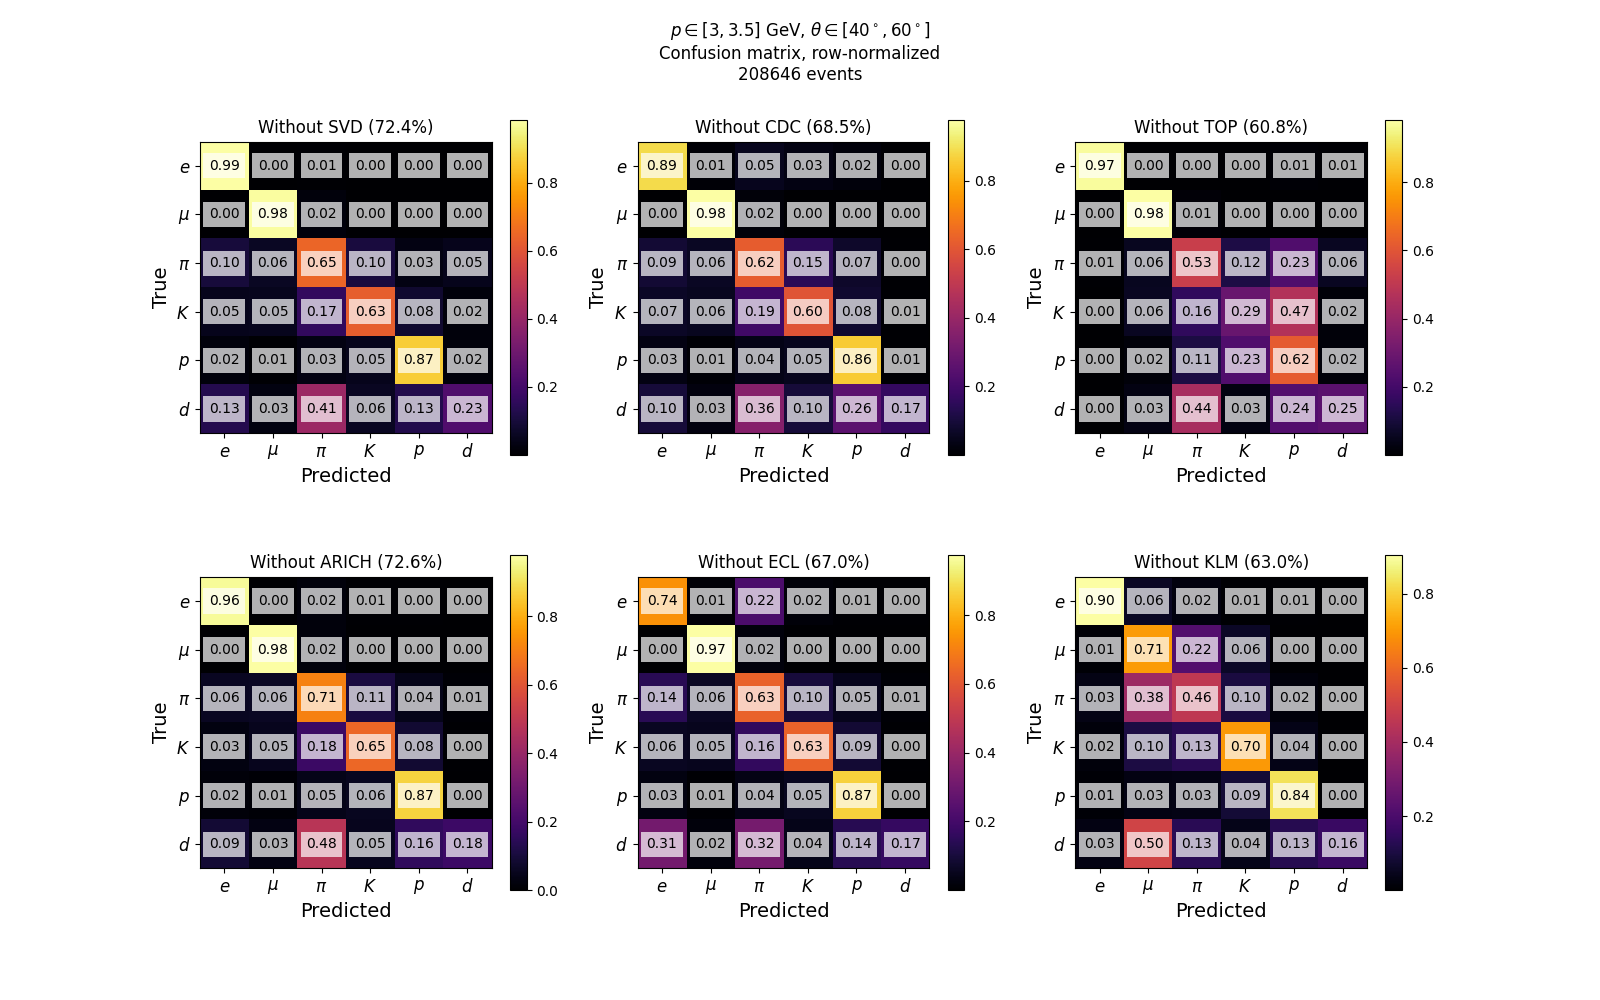 p ∈ [3, 3.5] GeV, θ ∈ [40°, 60°]
Confusion matrix, row-normalized
208646 events
Without SVD (72.4%)
e 0.99 0.00 0.01 0.00 0.00 0.00
μ 0.00 0.98 0.02 0.00 0.00 0.00
π 0.10 0.06 0.65 0.10 0.03 0.05
K 0.05 0.05 0.17 0.63 0.08 0.02
p 0.02 0.01 0.03 0.05 0.87 0.02
d 0.13 0.03 0.41 0.06 0.13 0.23
e μ π K p d
True
Predicted
0.8
0.6
0.4
0.2
Without CDC (68.5%)
e 0.89 0.01 0.05 0.03 0.02 0.00
μ 0.00 0.98 0.02 0.00 0.00 0.00
π 0.09 0.06 0.62 0.15 0.07 0.00
K 0.07 0.06 0.19 0.60 0.08 0.01
p 0.03 0.01 0.04 0.05 0.86 0.01
d 0.10 0.03 0.36 0.10 0.26 0.17
e μ π K p d
True
Predicted
0.8
0.6
0.4
0.2
Without TOP (60.8%)
e 0.97 0.00 0.00 0.00 0.01 0.01
μ 0.00 0.98 0.01 0.00 0.00 0.00
π 0.01 0.06 0.53 0.12 0.23 0.06
K 0.00 0.06 0.16 0.29 0.47 0.02
p 0.00 0.02 0.11 0.23 0.62 0.02
d 0.00 0.03 0.44 0.03 0.24 0.25
e μ π K p d
True
Predicted
0.8
0.6
0.4
0.2
Without ARICH (72.6%)
e 0.96 0.00 0.02 0.01 0.00 0.00
μ 0.00 0.98 0.02 0.00 0.00 0.00
π 0.06 0.06 0.71 0.11 0.04 0.01
K 0.03 0.05 0.18 0.65 0.08 0.00
p 0.02 0.01 0.05 0.06 0.87 0.00
d 0.09 0.03 0.48 0.05 0.16 0.18
e μ π K p d
True
Predicted
0.8
0.6
0.4
0.2
0.0
Without ECL (67.0%)
e 0.74 0.01 0.22 0.02 0.01 0.00
μ 0.00 0.97 0.02 0.00 0.00 0.00
π 0.14 0.06 0.63 0.10 0.05 0.01
K 0.06 0.05 0.16 0.63 0.09 0.00
p 0.03 0.01 0.04 0.05 0.87 0.00
d 0.31 0.02 0.32 0.04 0.14 0.17
e μ π K p d
True
Predicted
0.8
0.6
0.4
0.2
Without KLM (63.0%)
e 0.90 0.06 0.02 0.01 0.01 0.00
μ 0.01 0.71 0.22 0.06 0.00 0.00
π 0.03 0.38 0.46 0.10 0.02 0.00
K 0.02 0.10 0.13 0.70 0.04 0.00
p 0.01 0.03 0.03 0.09 0.84 0.00
d 0.03 0.50 0.13 0.04 0.13 0.16
e μ π K p d
True
Predicted
0.8
0.6
0.4
0.2